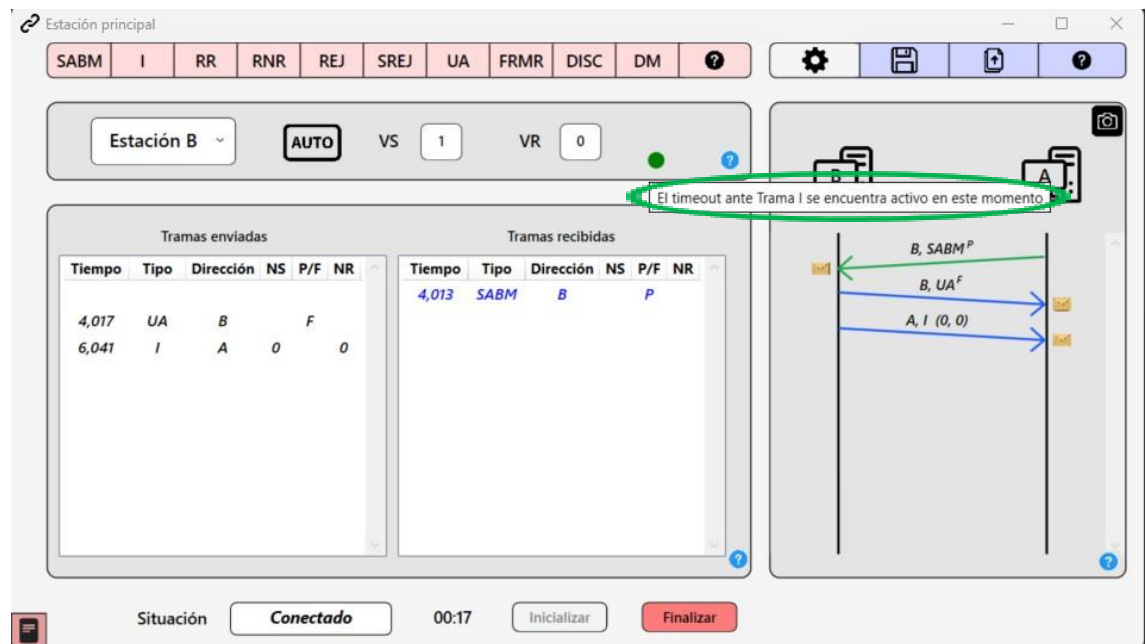 Estación principal
SABM I RR RNR REJ SREJ UA FRMR DISC DM ? ?
Estación B AUTO VS 1 VR 0 ?
B A
El timeout ante Trama I se encuentra activo en este momento
Tramas enviadas Tramas recibidas
Tiempo Tipo Dirección NS P/F NR Tiempo Tipo Dirección NS P/F NR
4,013 SABM B P
4,017 UA B F
6,041 I A 0 0
B, SABM P
B, UA F
A, I (0, 0)
? ?
Situación Conectado 00:17 Inicializar Finalizar